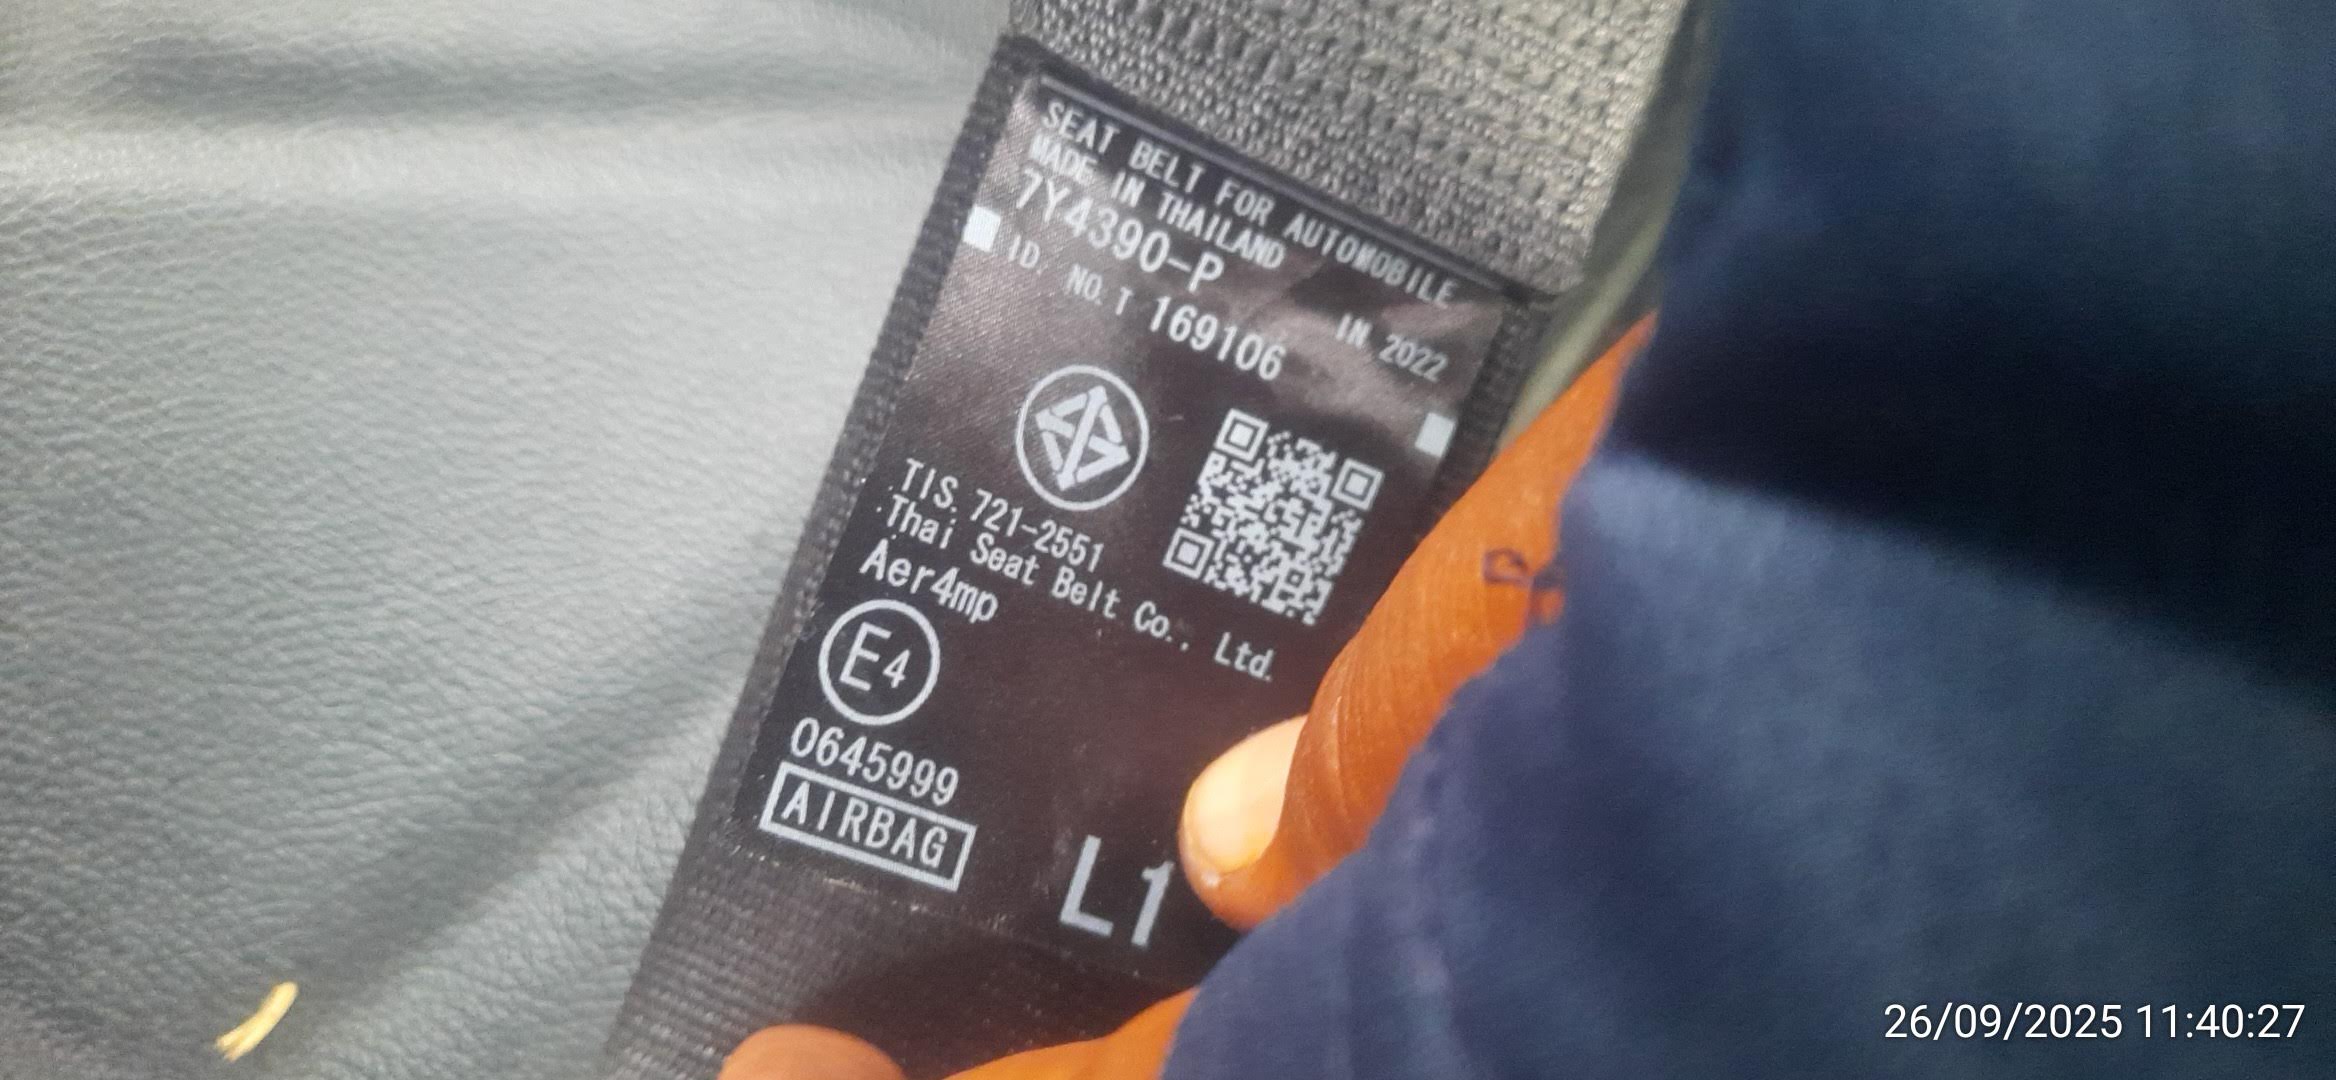 SEAT BELT FOR AUTOMOBILE
MADE IN THAILAND IN 2022
7Y4390-P
ID. NO. T 169106
TIS. 721-2551
Thai Seat Belt Co., Ltd.
Aer4mp
E4
0645999
AIRBAG
L1
26/09/2025 11:40:27